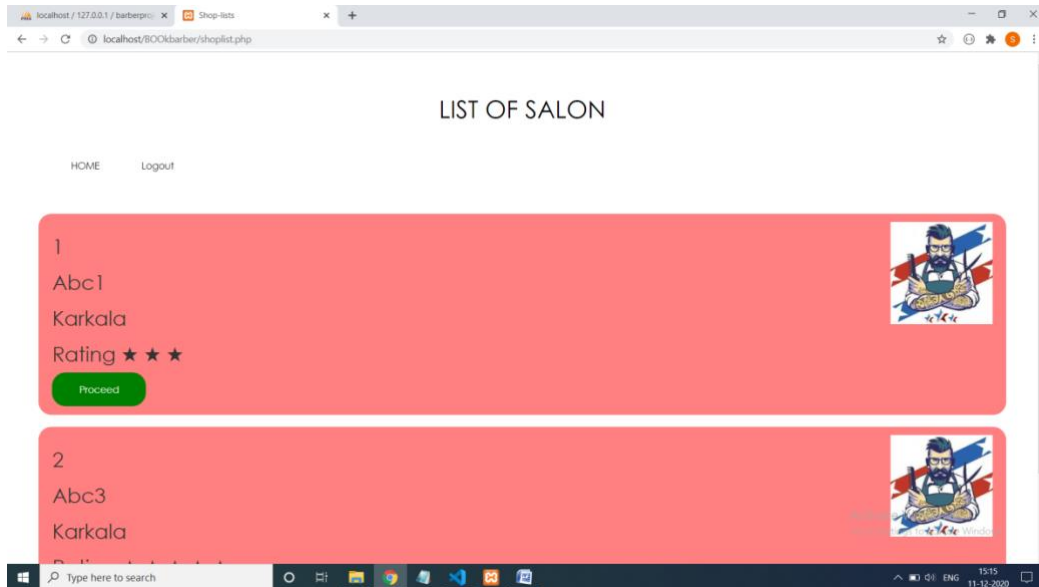 localhost / 127.0.0.1 / barberpro
Shop-lists
localhost/BOOkbarber/shoplist.php
S
LIST OF SALON
HOME Logout
1
Abc1
Karkala
Rating ★ ★ ★
Proceed
2
Abc3
Karkala
Type here to search
ENG
15:15
11-12-2020